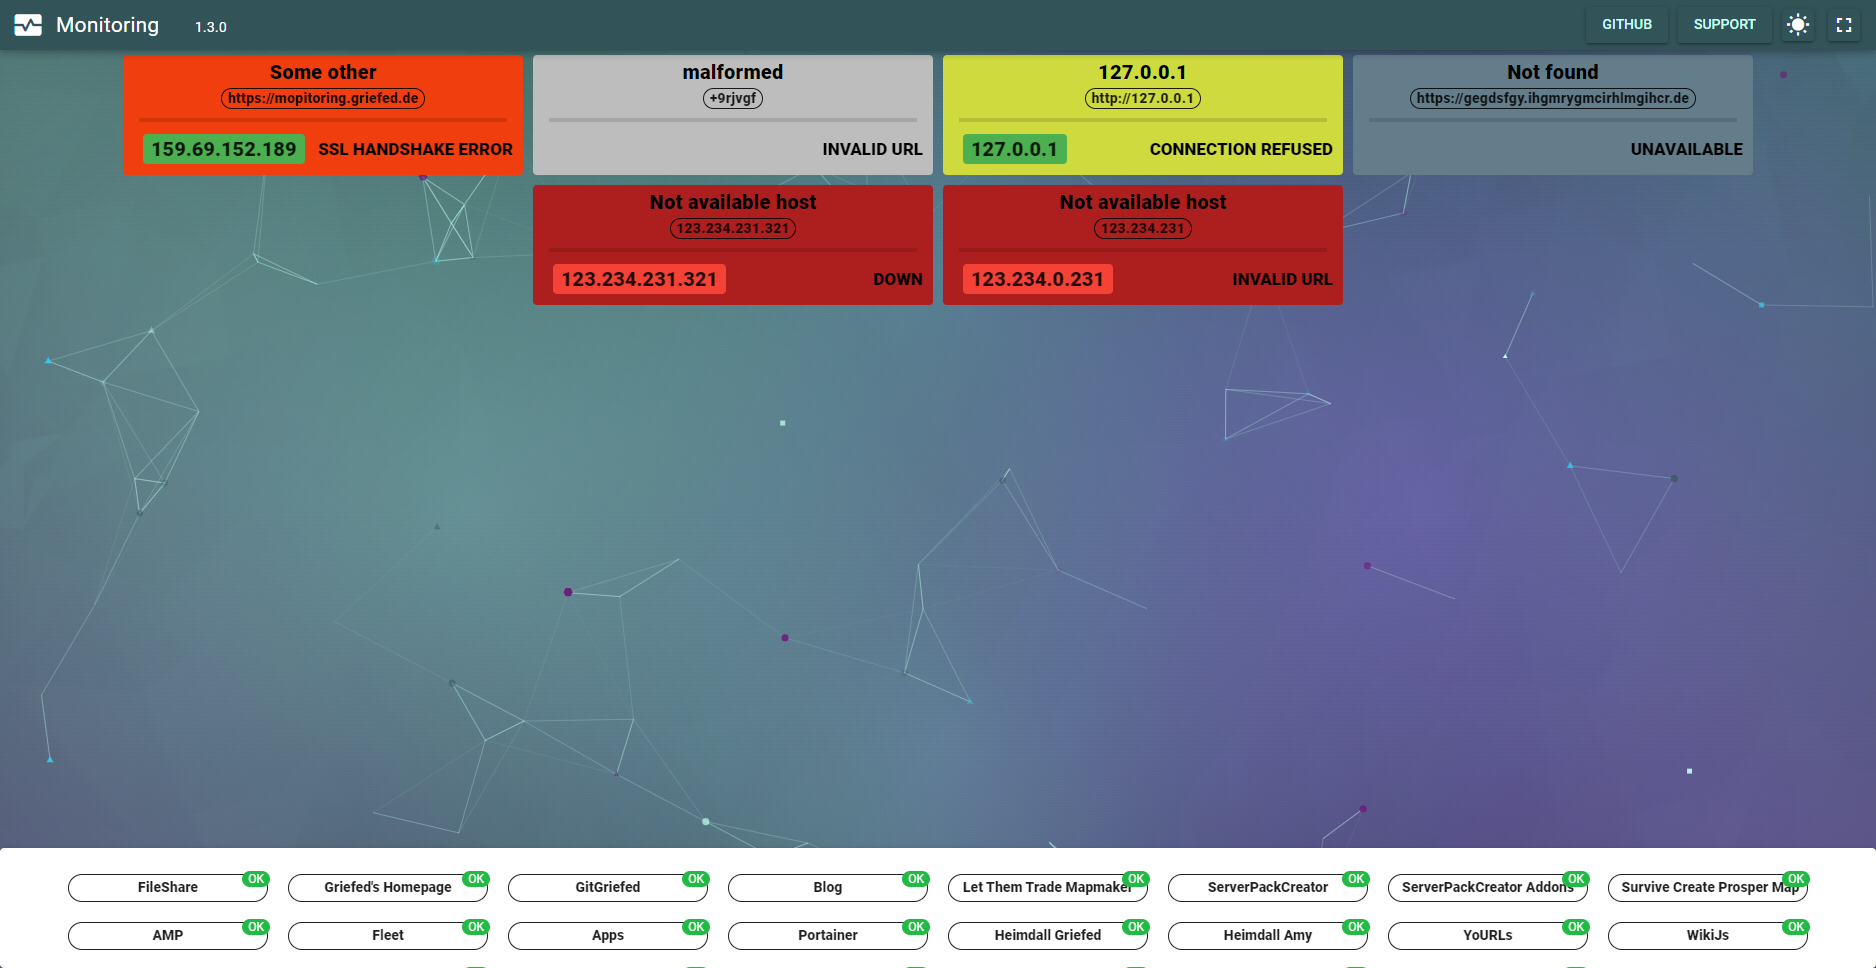 Monitoring 1.3.0 GITHUB SUPPORT
Some other
https://mopitoring.griefed.de
159.69.152.189 SSL HANDSHAKE ERROR
malformed
+9rjvgf
INVALID URL
127.0.0.1
http://127.0.0.1
127.0.0.1 CONNECTION REFUSED
Not found
https://gegdsfgy.ihgmrygmcirhlmgihcr.de
UNAVAILABLE
Not available host
123.234.231.321
123.234.231.321 DOWN
Not available host
123.234.231
123.234.0.231 INVALID URL
FileShare OK
Griefed's Homepage OK
GitGriefed OK
Blog OK
Let Them Trade Mapmaker OK
ServerPackCreator OK
ServerPackCreator Addons OK
Survive Create Prosper Map OK
AMP OK
Fleet OK
Apps OK
Portainer OK
Heimdall Griefed OK
Heimdall Amy OK
YoURLs OK
WikiJs OK